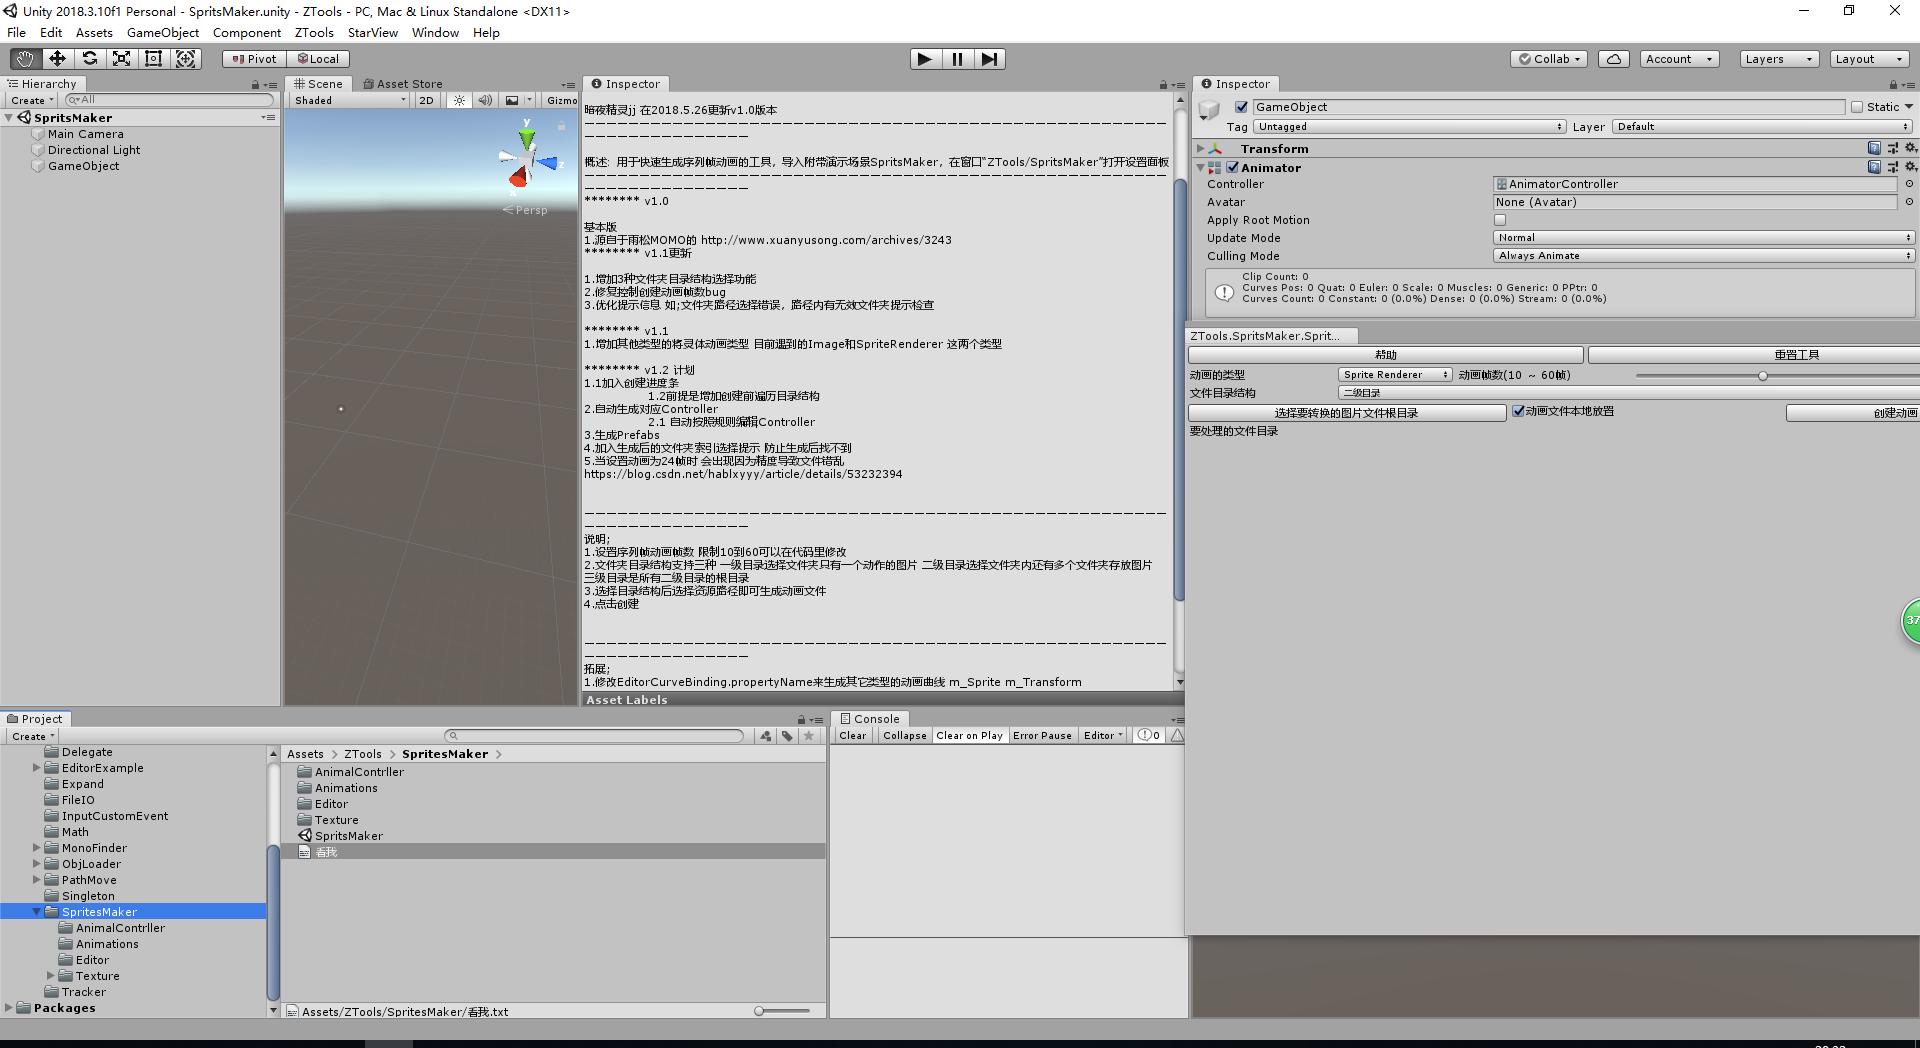 Unity 2018.3.10f1 Personal - SpritsMaker.unity - ZTools - PC, Mac & Linux Standalone <DX11>
File Edit Assets GameObject Component ZTools StarView Window Help
Pivot Local
Collab Account Layers Layout
Hierarchy
Create All
SpritsMaker
Main Camera
Directional Light
GameObject
Scene Asset Store
Shaded 2D Gizmo
y
z
x
Persp
Inspector
暗夜精灵jj 在2018.5.26更新v1.0版本
概述: 用于快速生成序列帧动画的工具，导入附带演示场景SpritsMaker，在窗口“ZTools/SpritsMaker”打开设置面板
******** v1.0
基本版
1.源自于雨松MOMO的 http://www.xuanyusong.com/archives/3243
******** v1.1更新
1.增加3种文件夹目录结构选择功能
2.修复控制创建动画帧数bug
3.优化提示信息 如;文件夹路径选择错误，路径内有无效文件夹提示检查
******** v1.1
1.增加其他类型的将灵体动画类型 目前遇到的Image和SpriteRenderer 这两个类型
******** v1.2 计划
1.1加入创建进度条
1.2前提是增加创建前遍历目录结构
2.自动生成对应Controller
2.1 自动按照规则编辑Controller
3.生成Prefabs
4.加入生成后的文件夹索引选择提示 防止生成后找不到
5.当设置动画为24帧时 会出现因为精度导致文件错乱
https://blog.csdn.net/hablxyyy/article/details/53232394
说明;
1.设置序列帧动画帧数 限制10到60可以在代码里修改
2.文件夹目录结构支持三种 一级目录选择文件夹只有一个动作的图片 二级目录选择文件夹内还有多个文件夹存放图片
三级目录是所有二级目录的根目录
3.选择目录结构后选择资源路径即可生成动画文件
4.点击创建
拓展;
1.修改EditorCurveBinding.propertyName来生成其它类型的动画曲线 m_Sprite m_Transform
Asset Labels
Inspector
GameObject Static
Tag Untagged Layer Default
Transform
Animator
Controller AnimatorController
Avatar None (Avatar)
Apply Root Motion
Update Mode Normal
Culling Mode Always Animate
Clip Count: 0
Curves Pos: 0 Quat: 0 Euler: 0 Scale: 0 Muscles: 0 Generic: 0 PPtr: 0
Curves Count: 0 Constant: 0 (0.0%) Dense: 0 (0.0%) Stream: 0 (0.0%)
ZTools.SpritsMaker.Sprit...
帮助 重置工具
动画的类型 Sprite Renderer 动画帧数(10 ~ 60帧)
文件目录结构 二级目录
选择要转换的图片文件根目录 动画文件本地放置 创建动画
要处理的文件目录
37
Project
Create
Delegate
EditorExample
Expand
FileIO
InputCustomEvent
Math
MonoFinder
ObjLoader
PathMove
Singleton
SpritesMaker
AnimalContrller
Animations
Editor
Texture
Tracker
Packages
Assets > ZTools > SpritesMaker >
AnimalContrller
Animations
Editor
Texture
SpritsMaker
看我
Assets/ZTools/SpritesMaker/看我.txt
Console
Clear Collapse Clear on Play Error Pause Editor 0